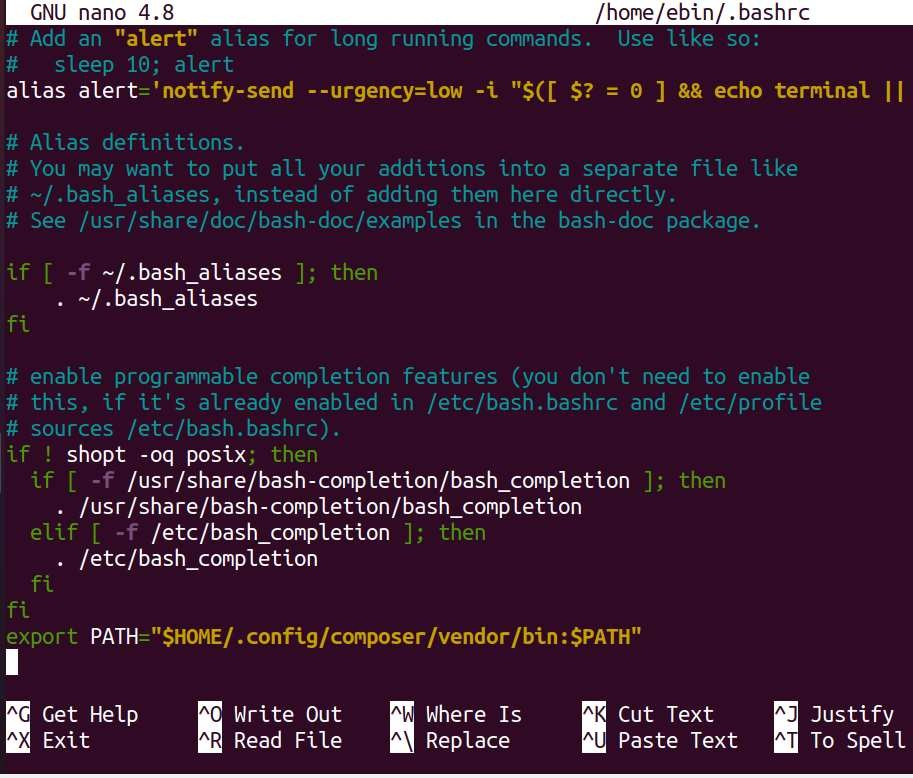 GNU nano 4.8 /home/ebin/.bashrc
# Add an "alert" alias for long running commands.  Use like so:
#   sleep 10; alert
alias alert='notify-send --urgency=low -i "$([ $? = 0 ] && echo terminal ||

# Alias definitions.
# You may want to put all your additions into a separate file like
# ~/.bash_aliases, instead of adding them here directly.
# See /usr/share/doc/bash-doc/examples in the bash-doc package.

if [ -f ~/.bash_aliases ]; then
    . ~/.bash_aliases
fi

# enable programmable completion features (you don't need to enable
# this, if it's already enabled in /etc/bash.bashrc and /etc/profile
# sources /etc/bash.bashrc).
if ! shopt -oq posix; then
  if [ -f /usr/share/bash-completion/bash_completion ]; then
    . /usr/share/bash-completion/bash_completion
  elif [ -f /etc/bash_completion ]; then
    . /etc/bash_completion
  fi
fi
export PATH="$HOME/.config/composer/vendor/bin:$PATH"

^G Get Help ^O Write Out ^W Where Is ^K Cut Text ^J Justify
^X Exit ^R Read File ^\ Replace ^U Paste Text ^T To Spell